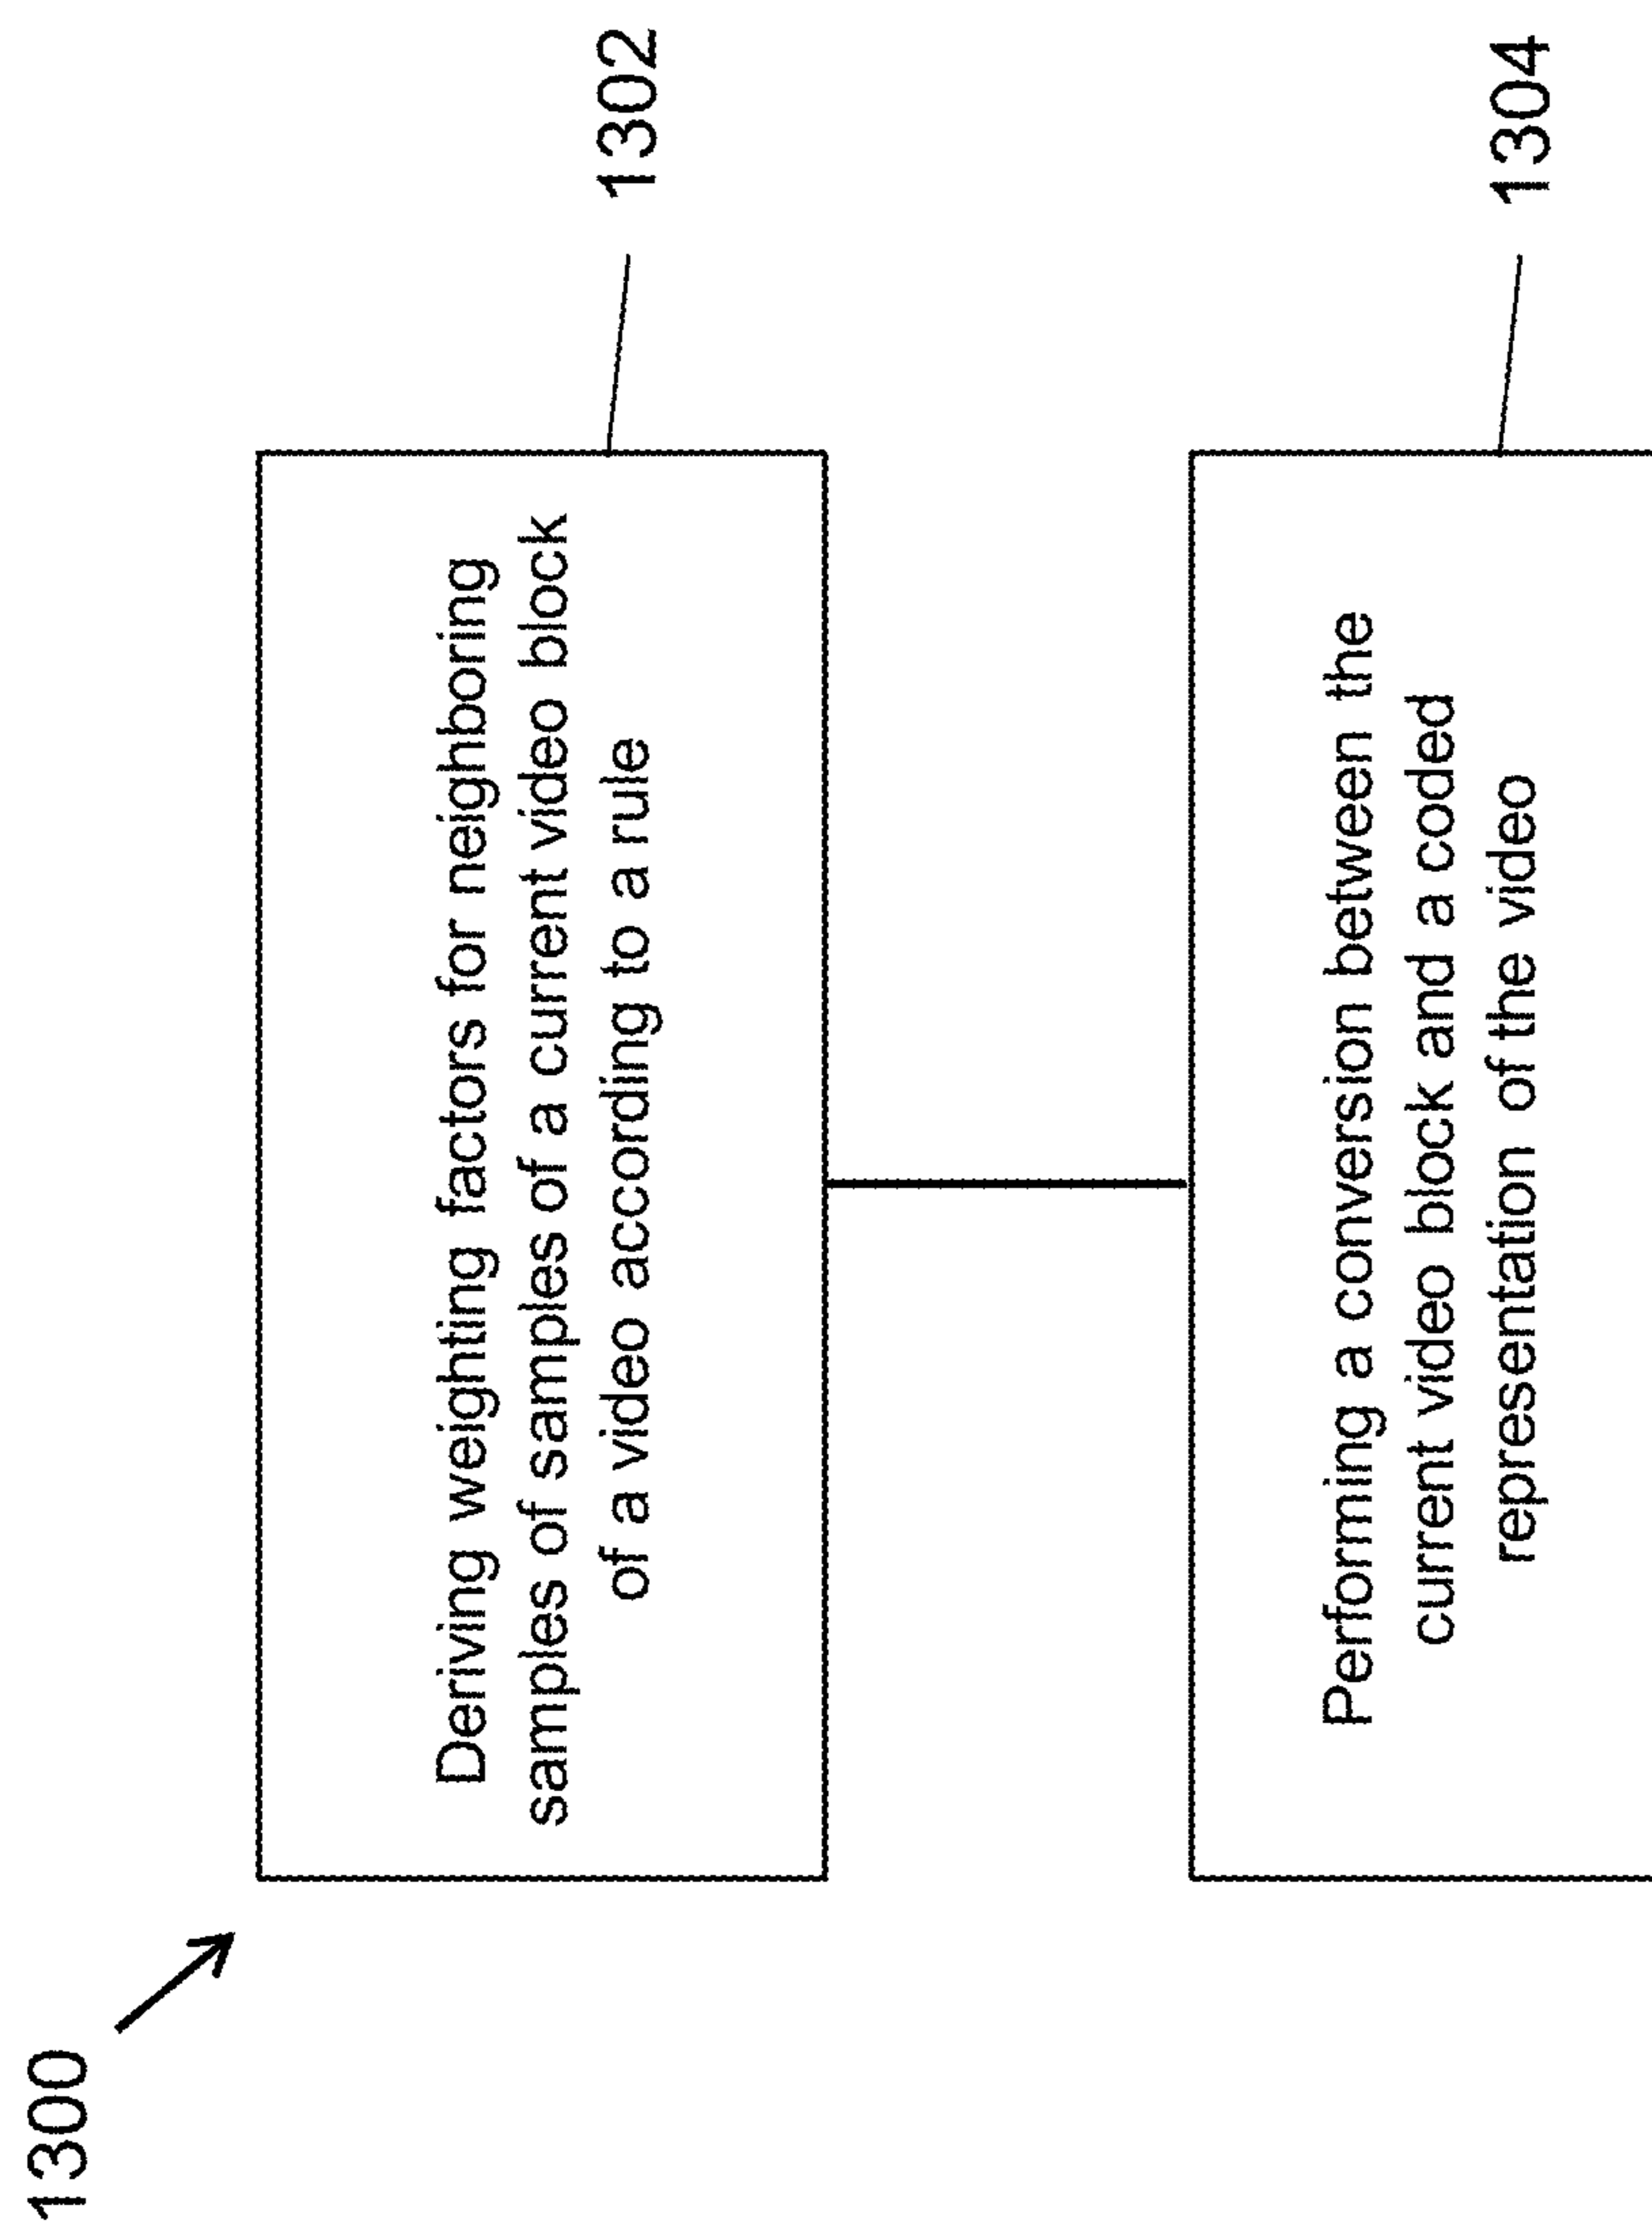 1300
Deriving weighting factors for neighboring
samples of samples of a current video block
of a video according to a rule
1302
Performing a conversion between the
current video block and a coded
representation of the video
1304